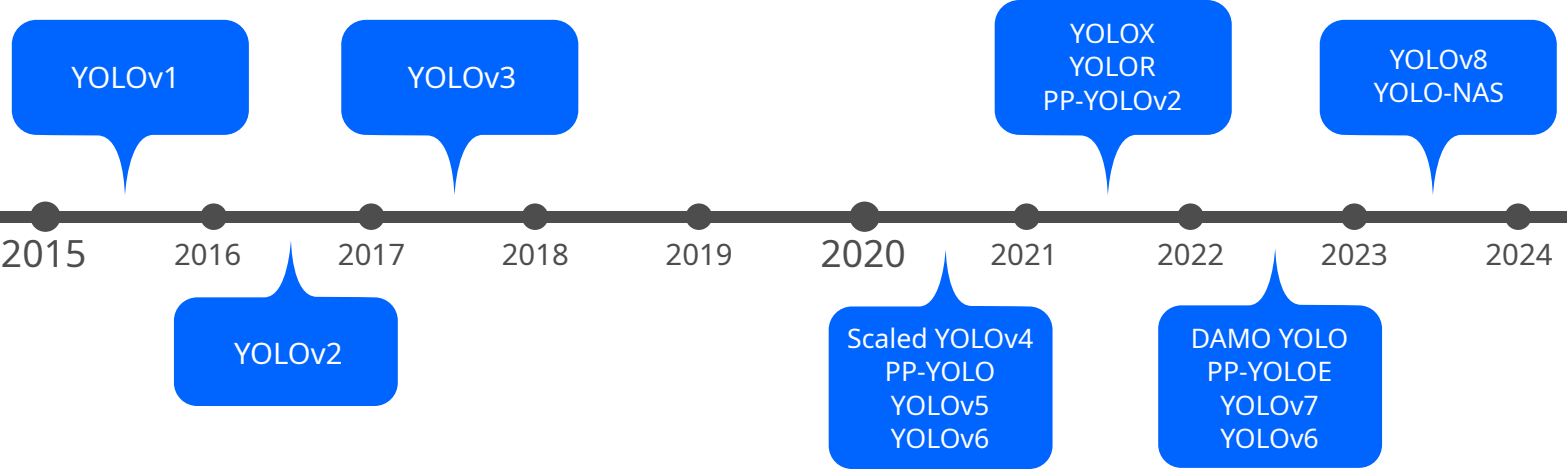 YOLOv1
YOLOv3
YOLOX
YOLOR
PP-YOLOv2
YOLOv8
YOLO-NAS
2015
2016
2017
2018
2019
2020
2021
2022
2023
2024
YOLOv2
Scaled YOLOv4
PP-YOLO
YOLOv5
YOLOv6
DAMO YOLO
PP-YOLOE
YOLOv7
YOLOv6